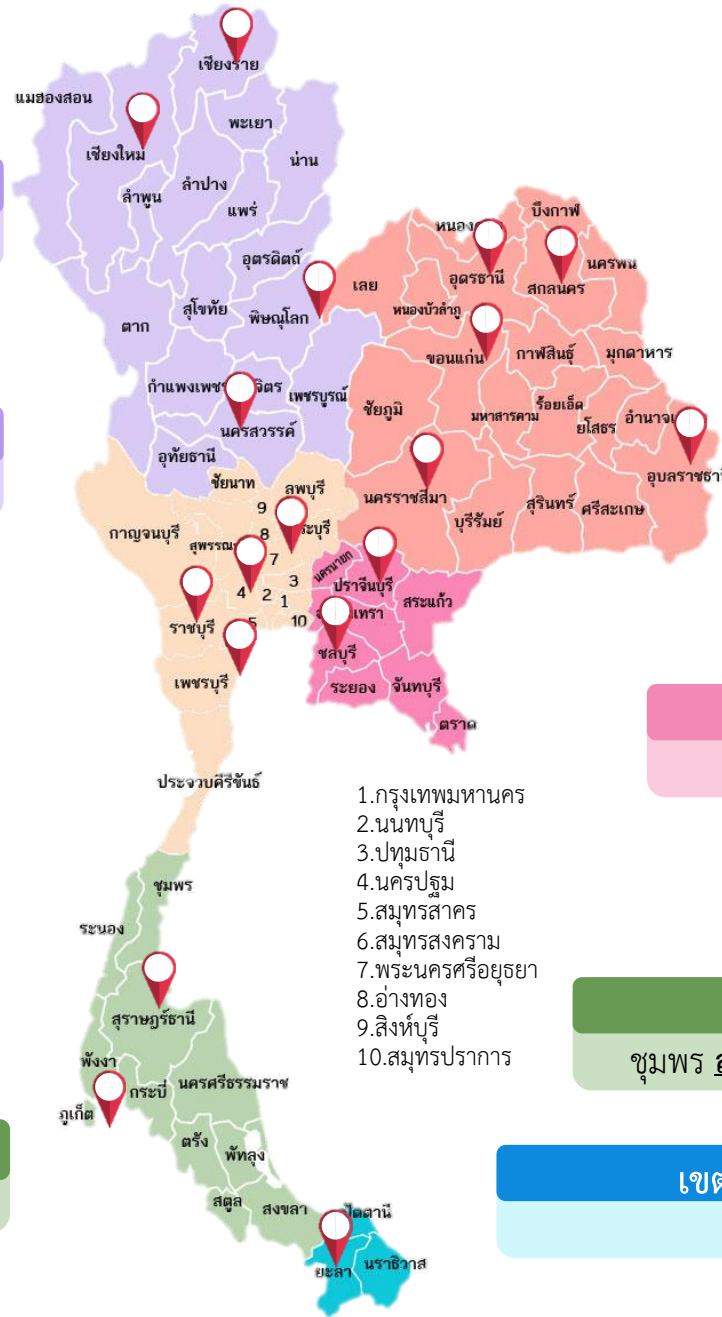 เชียงราย
แม่ฮ่องสอน
พะเยา
เชียงใหม่
น่าน
ลำปาง
ลำพูน
แพร่
บึงกาฬ
อุตรดิตถ์
นครพน
เลย
อุดรธานี
สกลนคร
สุโขทัย
พิษณุโลก
หนองบัวลำภู
ตาก
ขอนแก่น
กาฬสินธุ์
มุกดาหาร
กำแพงเพชร
จิตร
เพชรบูรณ์
ชัยภูมิ
มหาสารคาม
ร้อยเอ็ด
ยโสธร
นครสวรรค์
อุทัยธานี
อุบลราชธา
ชัยนาท
ลพบุรี
นครราชสีมา
บุรีรัมย์
สุรินทร์
ศรีสะเกษ
9
กาญจนบุรี
8
7
นครนายก
ปราจีนบุรี
3
4
2
1
สระแก้ว
10
ราชบุรี
ชลบุรี
เพชรบุรี
ระยอง
จันทบุรี
ตราด
ประจวบคีรีขันธ์
1.กรุงเทพมหานคร
2.นนทบุรี
3.ปทุมธานี
4.นครปฐม
5.สมุทรสาคร
6.สมุทรสงคราม
7.พระนครศรีอยุธยา
8.อ่างทอง
9.สิงห์บุรี
10.สมุทรปราการ
ชุมพร
ระนอง
สุราษฎร์ธานี
ชุมพร
พังงา
กระบี่
นครศรีธรรมราช
ภูเก็ต
ตรัง
พัทลุง
เขต
สตูล
สงขลา
ยะลา
นราธิวาส